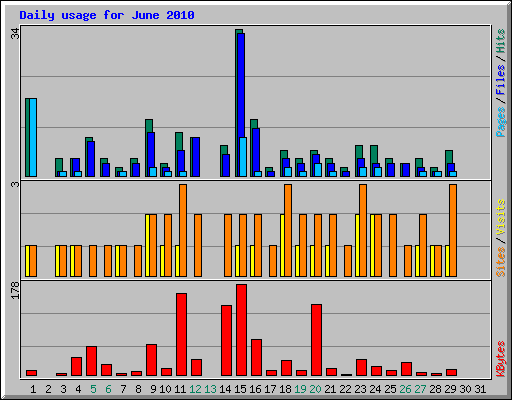 Daily usage for June 2010
34
Pages / Files / Hits
3
Sites / Visits
178
KBytes
1 2 3 4 5 6 7 8 9 10 11 12 13 14 15 16 17 18 19 20 21 22 23 24 25 26 27 28 29 30 31